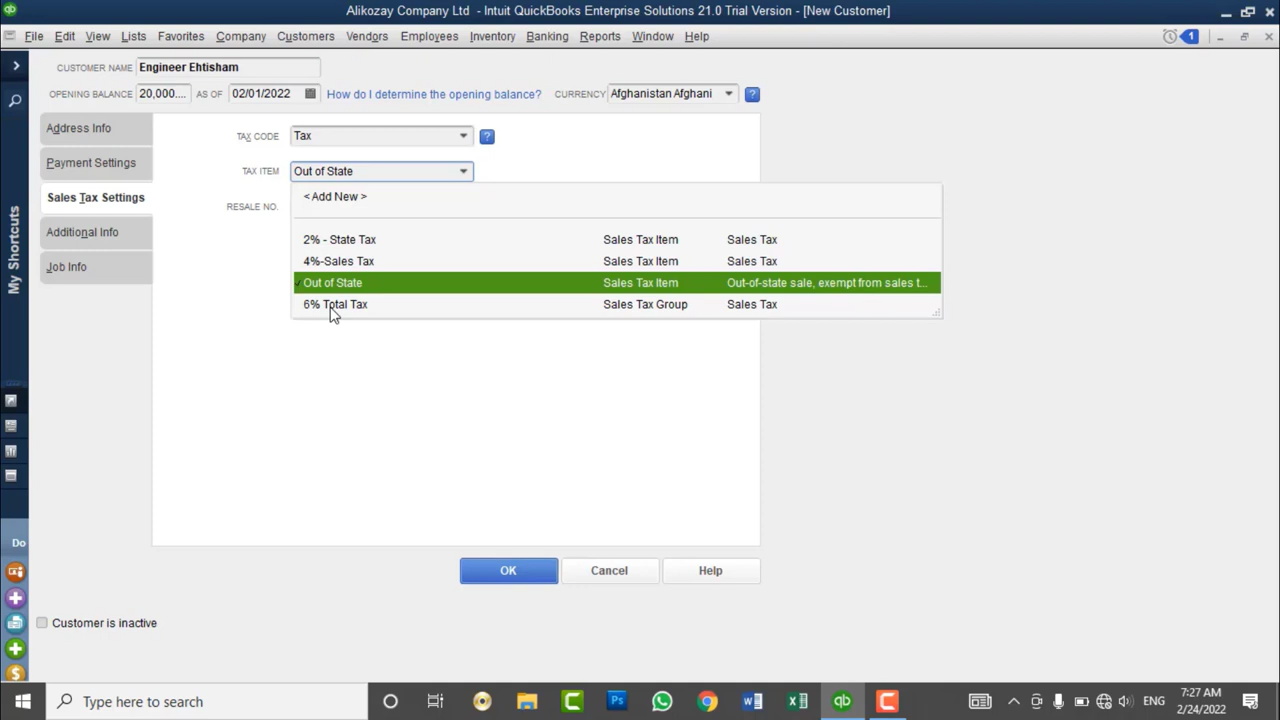 Alikozay Company Ltd - Intuit QuickBooks Enterprise Solutions 21.0 Trial Version - [New Customer]
File Edit View Lists Favorites Company Customers Vendors Employees Inventory Banking Reports Window Help 1
CUSTOMER NAME Engineer Ehtisham
OPENING BALANCE 20,000.... AS OF 02/01/2022 How do I determine the opening balance? CURRENCY Afghanistan Afghani ?
Address Info
Payment Settings
Sales Tax Settings
Additional Info
Job Info
TAX CODE Tax ?
TAX ITEM Out of State
RESALE NO.
< Add New >
2% - State Tax Sales Tax Item Sales Tax
4%-Sales Tax Sales Tax Item Sales Tax
Out of State Sales Tax Item Out-of-state sale, exempt from sales t...
6% Total Tax Sales Tax Group Sales Tax
My Shortcuts
Do
OK Cancel Help
Customer is inactive
Type here to search
ENG
7:27 AM
2/24/2022